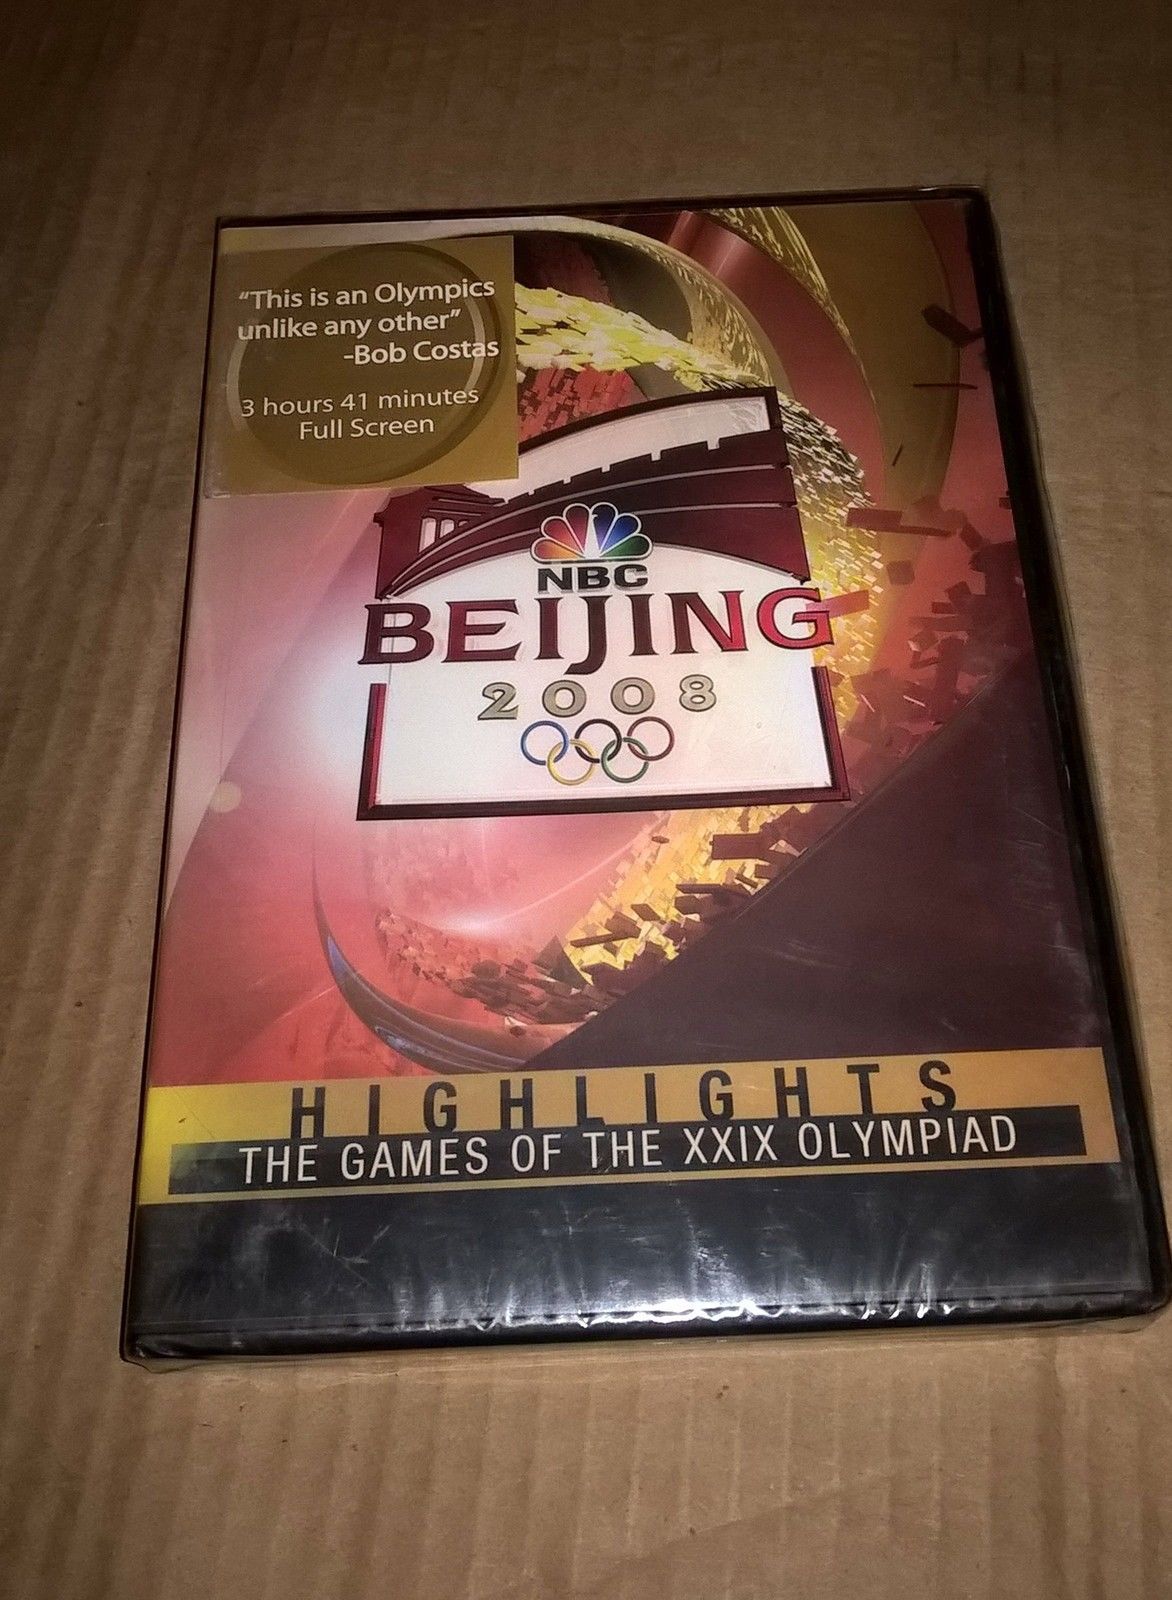 “This is an Olympics
unlike any other”
-Bob Costas
3 hours 41 minutes
Full Screen
NBC
BEIJING
2008
HIGHLIGHTS
THE GAMES OF THE XXIX OLYMPIAD